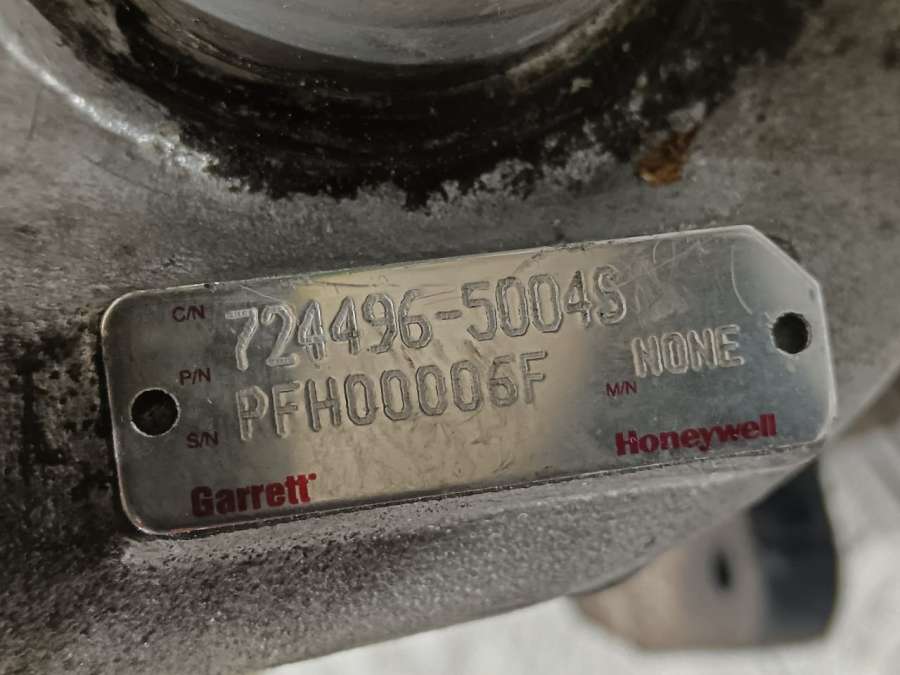 C/N 724496-5004S
P/N PFH00006F M/N NONE
S/N
Garrett Honeywell